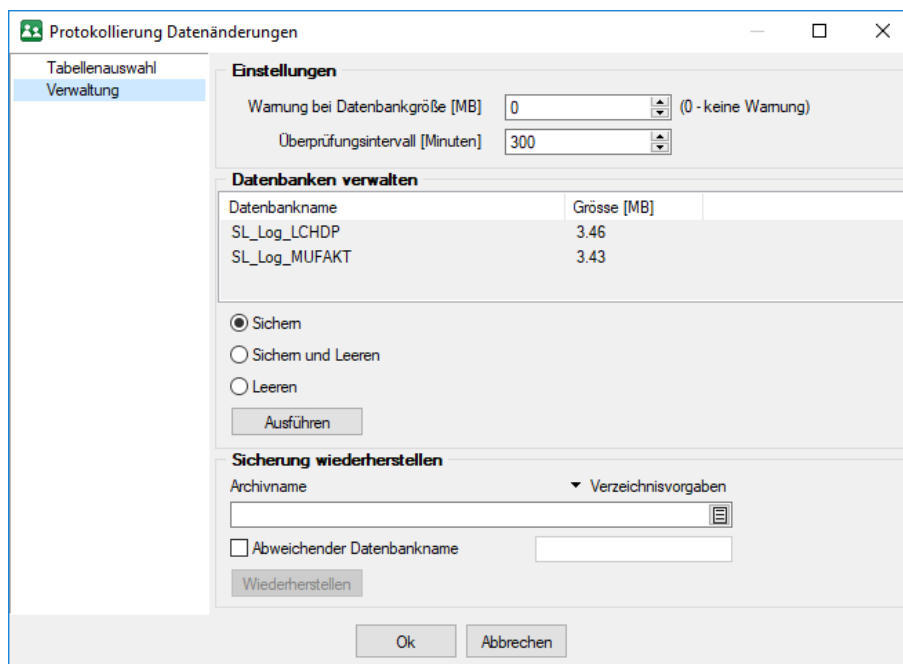 Protokollierung Datenänderungen
Tabellenauswahl
Verwaltung
Einstellungen
Warnung bei Datenbankgröße [MB] 0 (0 - keine Warnung)
Überprüfungsintervall [Minuten] 300
Datenbanken verwalten
Datenbankname Grösse [MB]
SL_Log_LCHDP 3.46
SL_Log_MUFAKT 3.43
Sichern
Sichern und Leeren
Leeren
Ausführen
Sicherung wiederherstellen
Archivname Verzeichnisvorgaben
Abweichender Datenbankname
Wiederherstellen
Ok Abbrechen